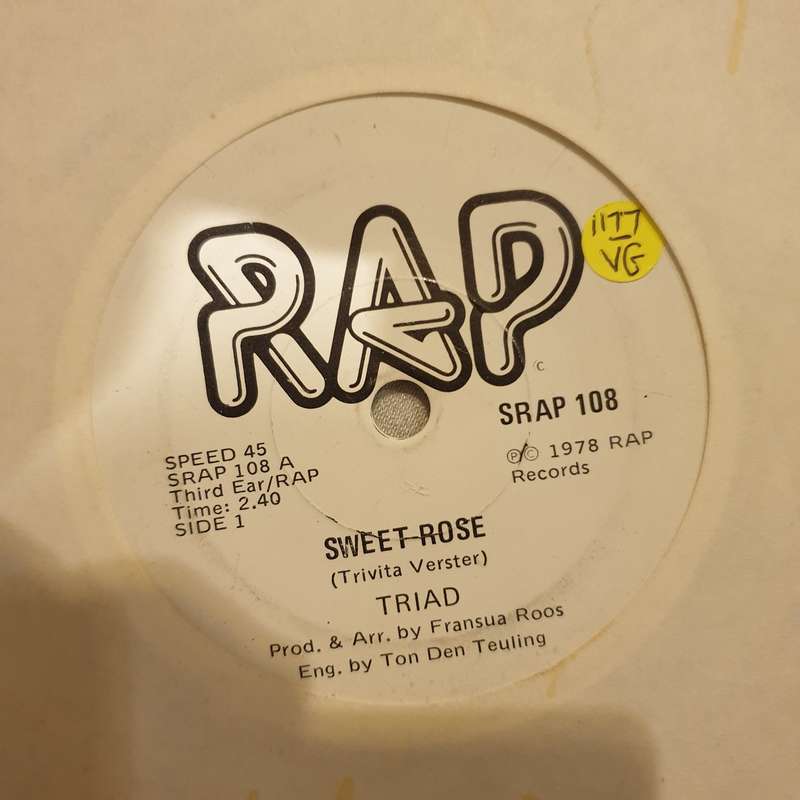 RAP
1177
VG
C
SRAP 108
SPEED 45
SRAP 108 A
Third Ear/RAP
Time: 2.40
SIDE 1
Ⓟ/© 1978 RAP
Records
SWEET ROSE
(Trivita Verster)
TRIAD
Prod. & Arr. by Fransua Roos
Eng. by Ton Den Teuling